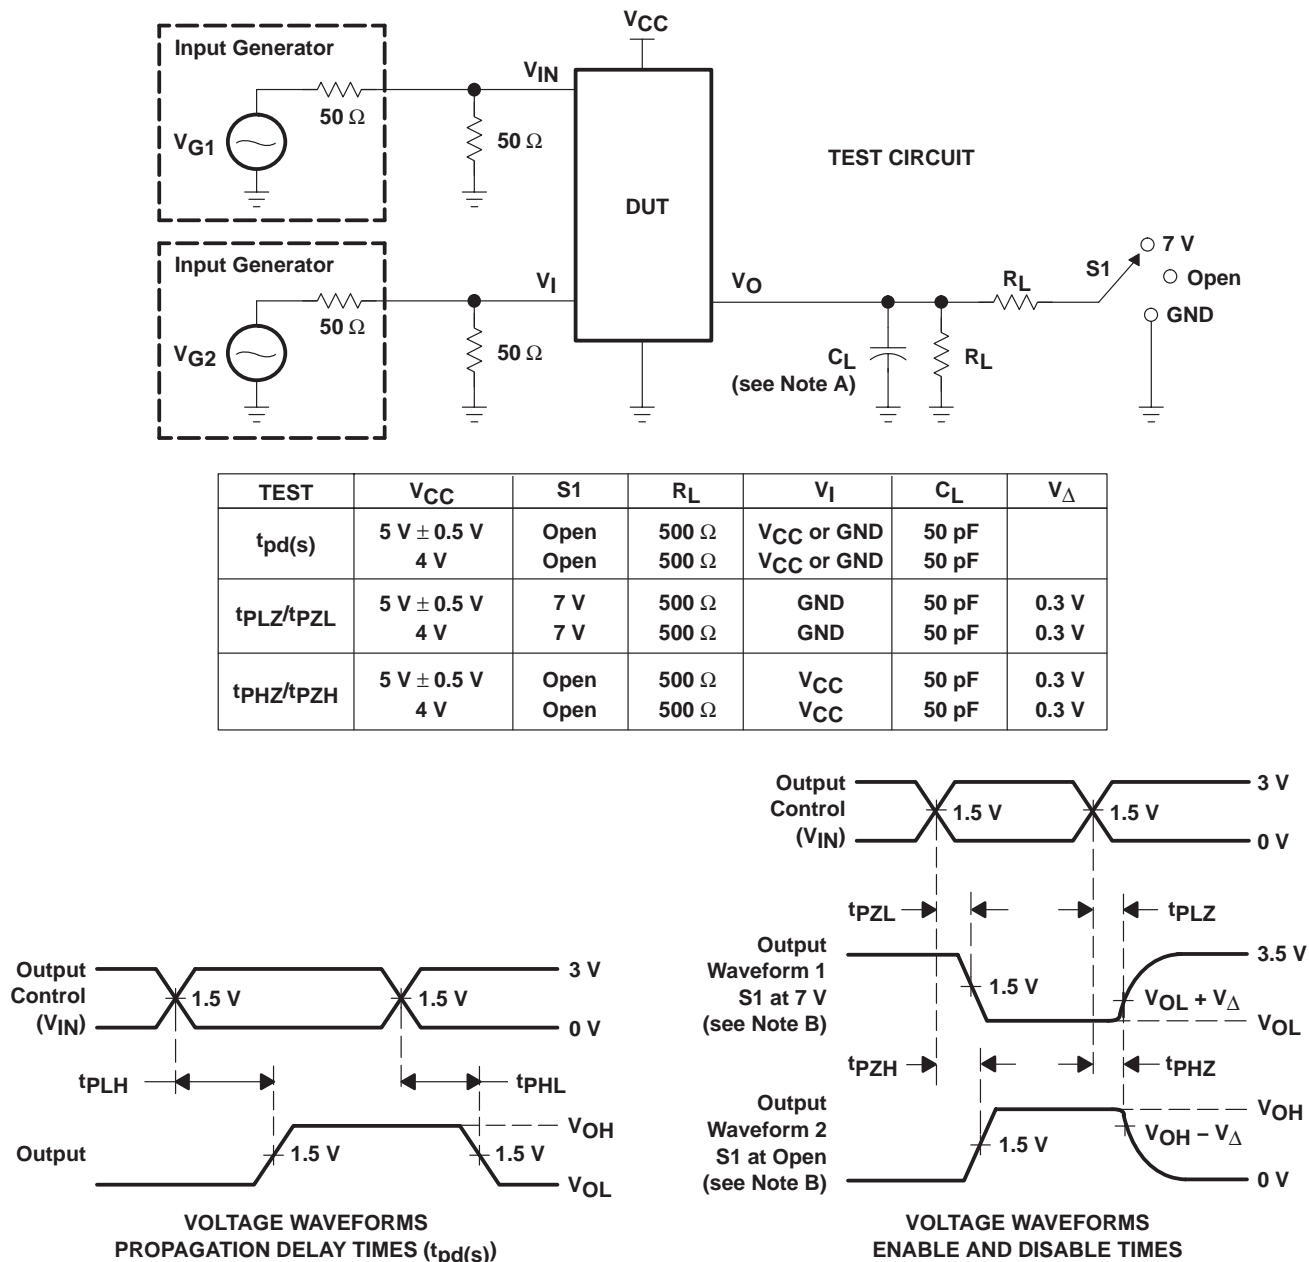 VCC
Input Generator
VIN
50 Ω
50 Ω
VG1
TEST CIRCUIT
DUT
Input Generator
VI
VO
50 Ω
50 Ω
VG2
RL
S1
7 V
Open
GND
CL
(see Note A)
RL
TEST VCC S1 RL VI CL VΔ
tpd(s) 5 V ± 0.5 V Open 500 Ω VCC or GND 50 pF
4 V Open 500 Ω VCC or GND 50 pF
tPLZ/tPZL 5 V ± 0.5 V 7 V 500 Ω GND 50 pF 0.3 V
4 V 7 V 500 Ω GND 50 pF 0.3 V
tPHZ/tPZH 5 V ± 0.5 V Open 500 Ω VCC 50 pF 0.3 V
4 V Open 500 Ω VCC 50 pF 0.3 V
Output
Control
(VIN)
1.5 V
1.5 V
3 V
0 V
tPLH
tPHL
Output
1.5 V
1.5 V
VOH
VOL
VOLTAGE WAVEFORMS
PROPAGATION DELAY TIMES (tpd(s))
Output
Control
(VIN)
1.5 V
1.5 V
3 V
0 V
tPZL
tPLZ
Output
Waveform 1
S1 at 7 V
(see Note B)
1.5 V
3.5 V
VOL + VΔ
VOL
tPZH
tPHZ
Output
Waveform 2
S1 at Open
(see Note B)
1.5 V
VOH
VOH − VΔ
0 V
VOLTAGE WAVEFORMS
ENABLE AND DISABLE TIMES